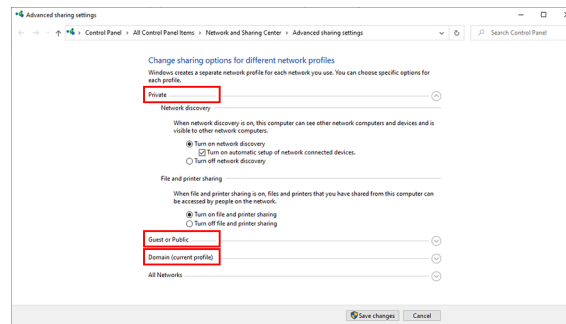 Advanced sharing settings
Control Panel > All Control Panel Items > Network and Sharing Center > Advanced sharing settings
Search Control Panel
Change sharing options for different network profiles
Windows creates a separate network profile for each network you use. You can choose specific options for
each profile.
Private
Network discovery
When network discovery is on, this computer can see other network computers and devices and is
visible to other network computers.
Turn on network discovery
Turn on automatic setup of network connected devices.
Turn off network discovery
File and printer sharing
When file and printer sharing is on, files and printers that you have shared from this computer can
be accessed by people on the network.
Turn on file and printer sharing
Turn off file and printer sharing
Guest or Public
Domain (current profile)
All Networks
Save changes Cancel